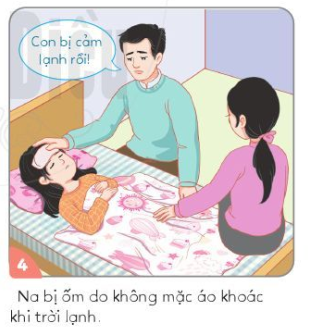 Con bị cảm
lạnh rồi!
4
Na bị ốm do không mặc áo khoác
khi trời lạnh.